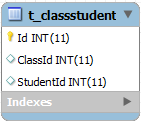 t_classstudent
Id INT(11)
ClassId INT(11)
StudentId INT(11)
Indexes